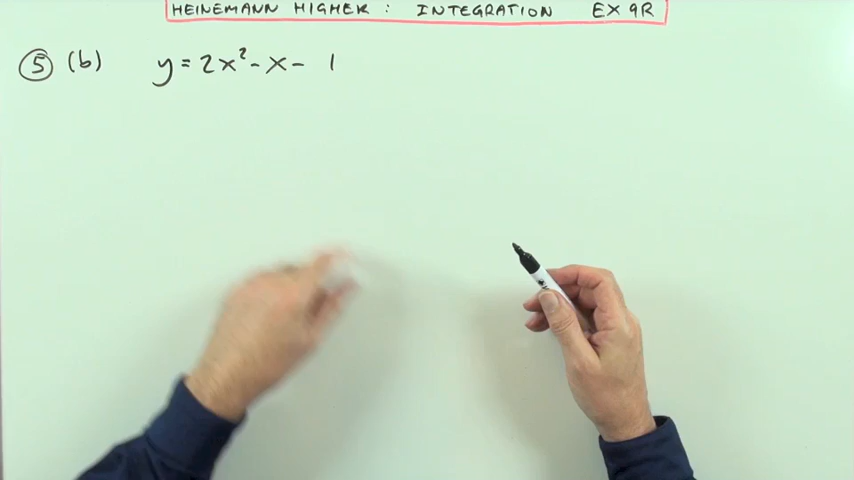 HEINEMANN HIGHER : INTEGRATION EX 9R
5 (b) y = 2x² - x - 1